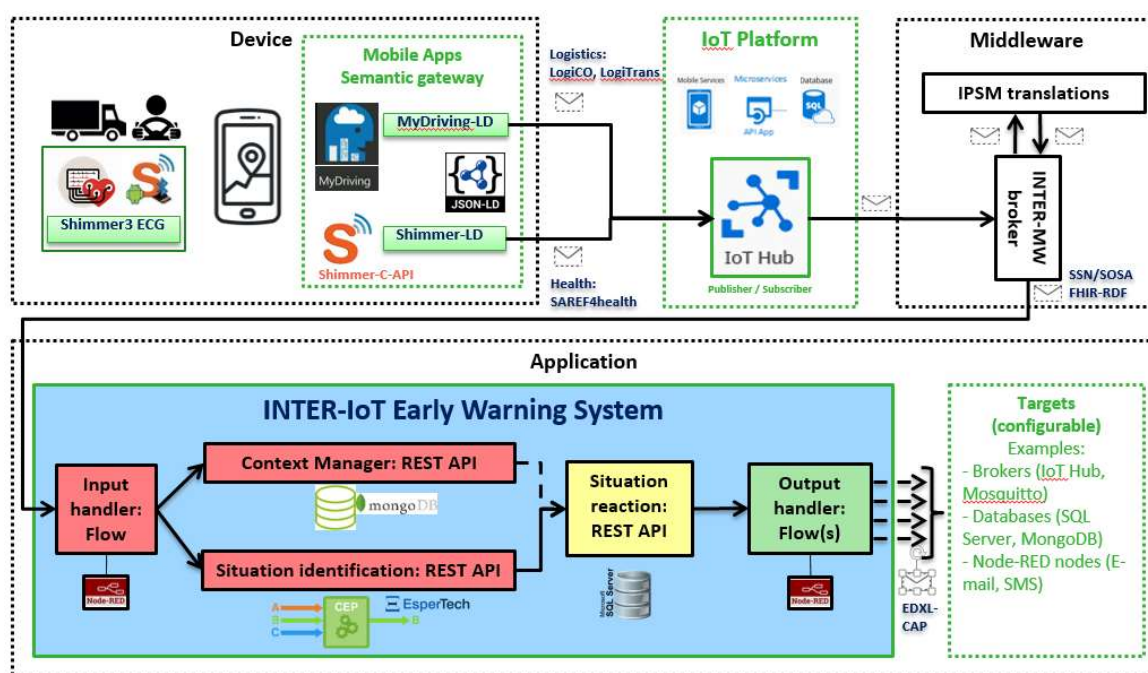 Device
Mobile Apps
Semantic gateway
MyDriving-LD
MyDriving
JSON-LD
Shimmer3 ECG
Shimmer-LD
Shimmer-C-API
Logistics:
LogiCO, LogiTrans
Health:
SAREF4health
IoT Platform
Mobile Services
Microservices
Database
API App
SQL
IoT Hub
Publisher / Subscriber
Middleware
IPSM translations
INTER-MW
broker
SSN/SOSA
FHIR-RDF
Application
INTER-IoT Early Warning System
Input
handler:
Flow
Node-RED
Context Manager: REST API
mongoDB
Situation identification: REST API
A
B
C
CEP
B
EsperTech
Situation
reaction:
REST API
Microsoft
SQL Server
Output
handler:
Flow(s)
Node-RED
EDXL-
CAP
Targets
(configurable)
Examples:
- Brokers (IoT Hub,
Mosquitto)
- Databases (SQL
Server, MongoDB)
- Node-RED nodes (E-
mail, SMS)